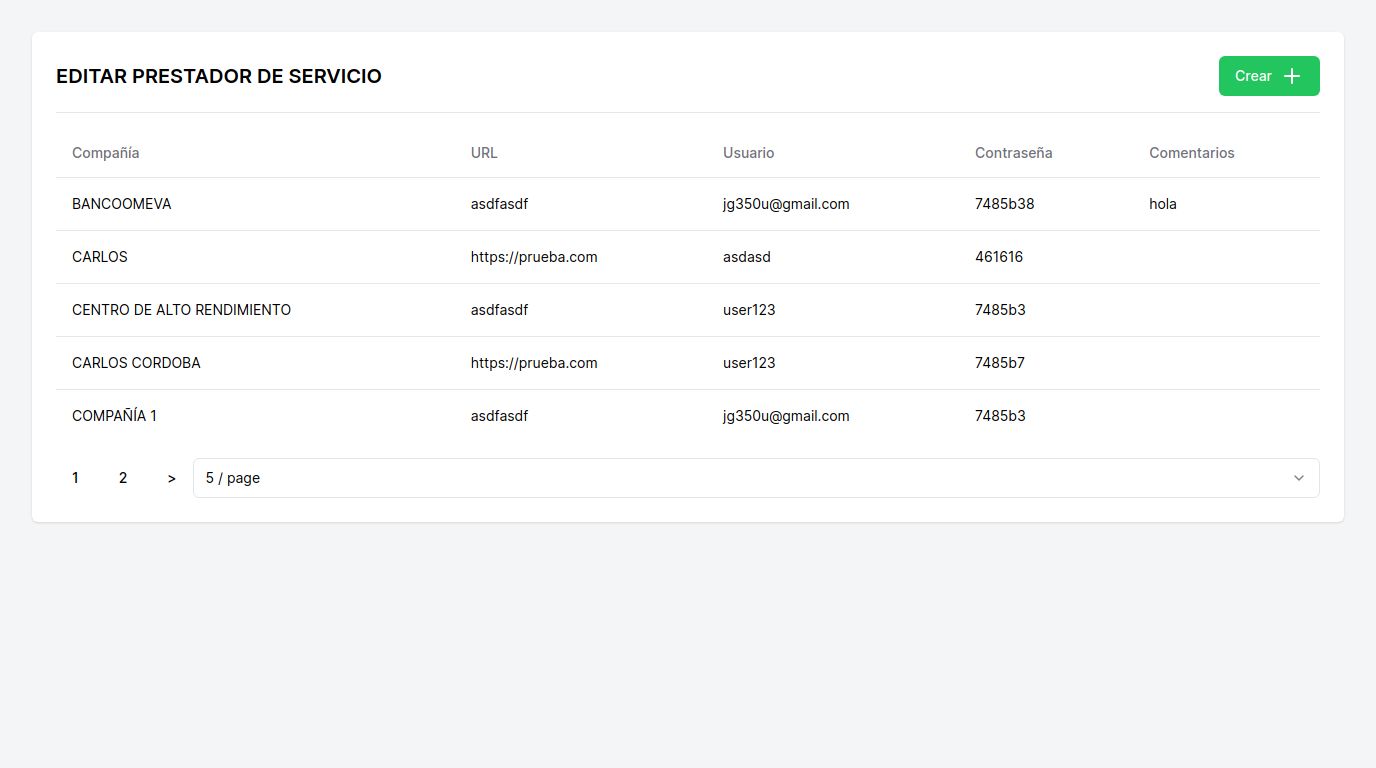 EDITAR PRESTADOR DE SERVICIO
Crear
Compañía URL Usuario Contraseña Comentarios
BANCOOMEVA asdfasdf jg350u@gmail.com 7485b38 hola
CARLOS https://prueba.com asdasd 461616
CENTRO DE ALTO RENDIMIENTO asdfasdf user123 7485b3
CARLOS CORDOBA https://prueba.com user123 7485b7
COMPAÑÍA 1 asdfasdf jg350u@gmail.com 7485b3
1 2 > 5 / page